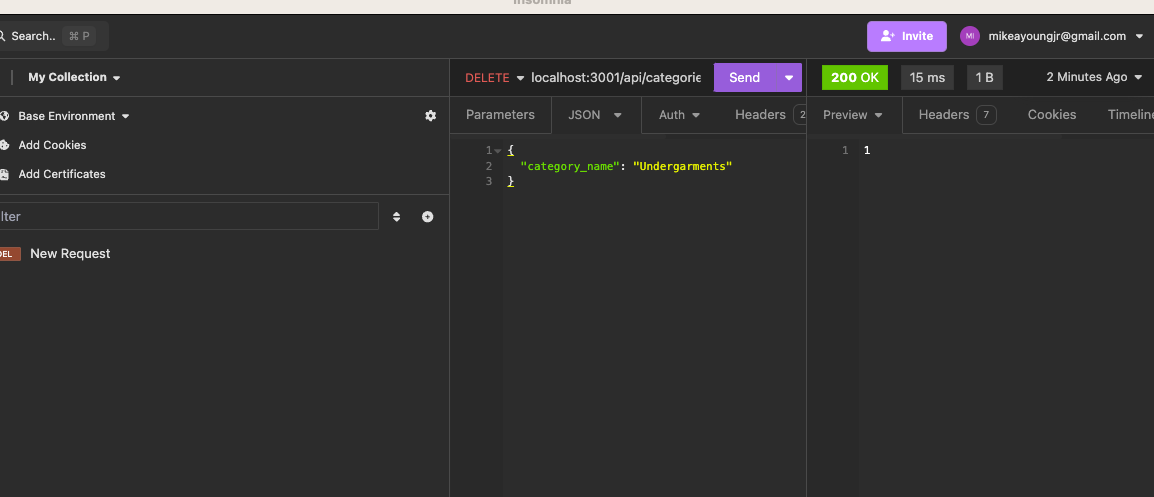 Insomnia
Search.. ⌘ P
Invite
MI
mikeayoungjr@gmail.com
My Collection
DELETE
localhost:3001/api/categorie
Send
200 OK
15 ms
1 B
2 Minutes Ago
Base Environment
Parameters
JSON
Auth
Headers 2
Preview
Headers 7
Cookies
Timeline
Add Cookies
Add Certificates
1 {
2 "category_name": "Undergarments"
3 }
1 1
lter
DEL New Request